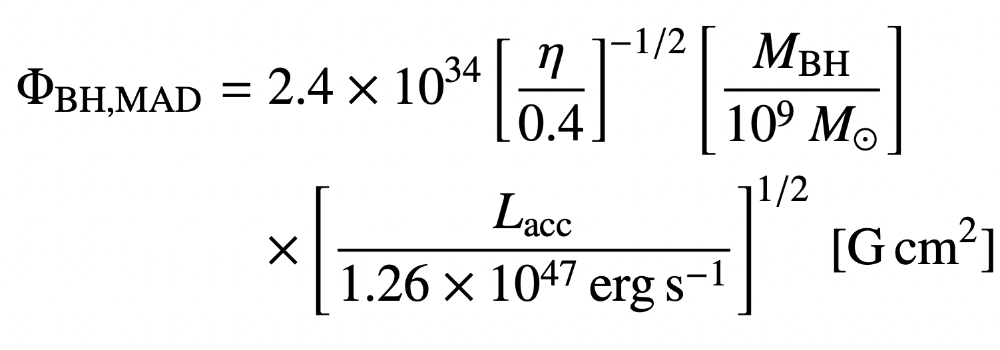 Φ_BH,MAD = 2.4 × 10^34 [η/0.4]^−1/2 [M_BH/10^9 M_⊙]
× [L_acc/1.26 × 10^47 erg s^−1]^1/2 [G cm^2]